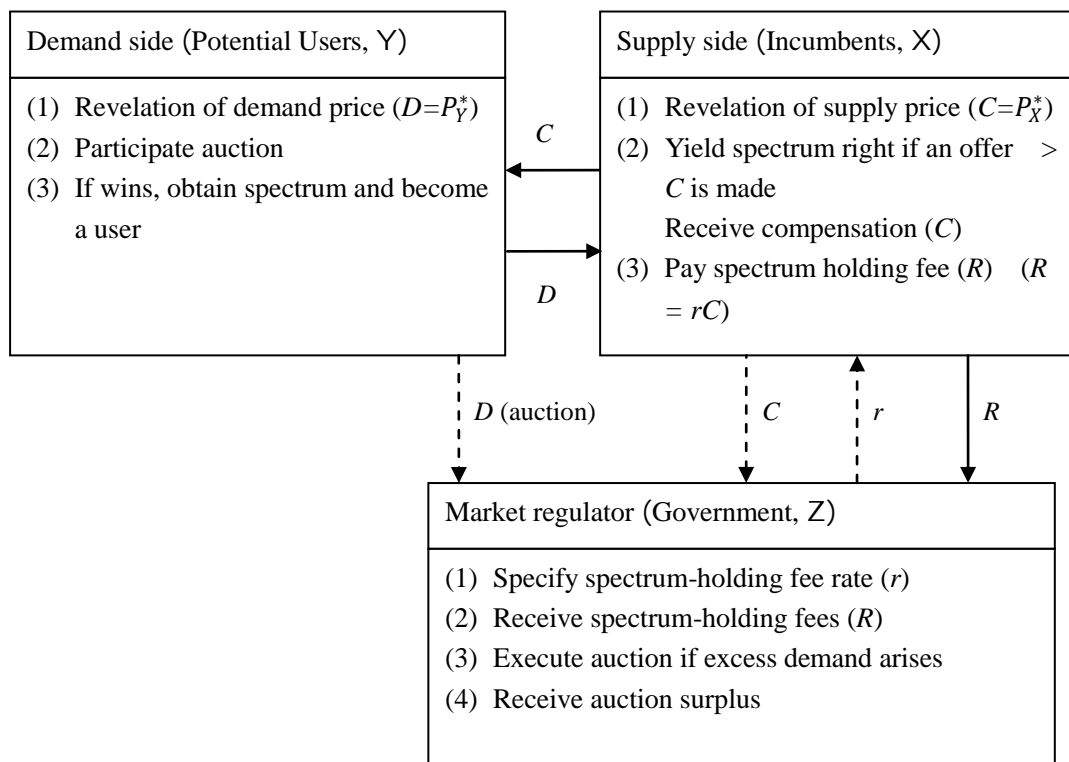 Demand side (Potential Users, Y)
(1) Revelation of demand price (D=P*Y)
(2) Participate auction
(3) If wins, obtain spectrum and become
a user
C
D
Supply side (Incumbents, X)
(1) Revelation of supply price (C=P*X)
(2) Yield spectrum right if an offer >
C is made
Receive compensation (C)
(3) Pay spectrum holding fee (R) (R
= rC)
D (auction)
C
r
R
Market regulator (Government, Z)
(1) Specify spectrum-holding fee rate (r)
(2) Receive spectrum-holding fees (R)
(3) Execute auction if excess demand arises
(4) Receive auction surplus